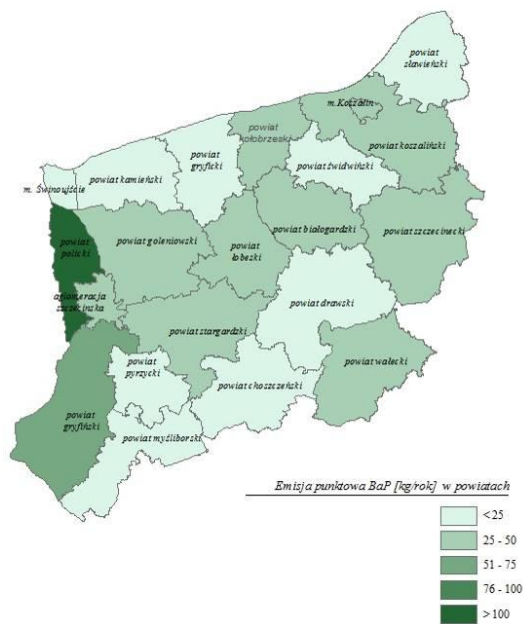 powiat
sławieński
m. Koszalin
powiat
kołobrzeski
powiat koszaliński
powiat
gryficki
powiat świdwiński
powiat kamieński
m. Świnoujście
powiat białogardzki
powiat szczecinecki
powiat goleniowski
powiat
łobeski
powiat
policki
aglomeracja
szczecińska
powiat drawski
powiat stargardzki
powiat wałecki
powiat
pyrzycki
powiat choszczeński
powiat
gryfiński
powiat myśliborski
Emisja punktowa BaP [kg/rok] w powiatach
<25
25 - 50
51 - 75
76 - 100
>100